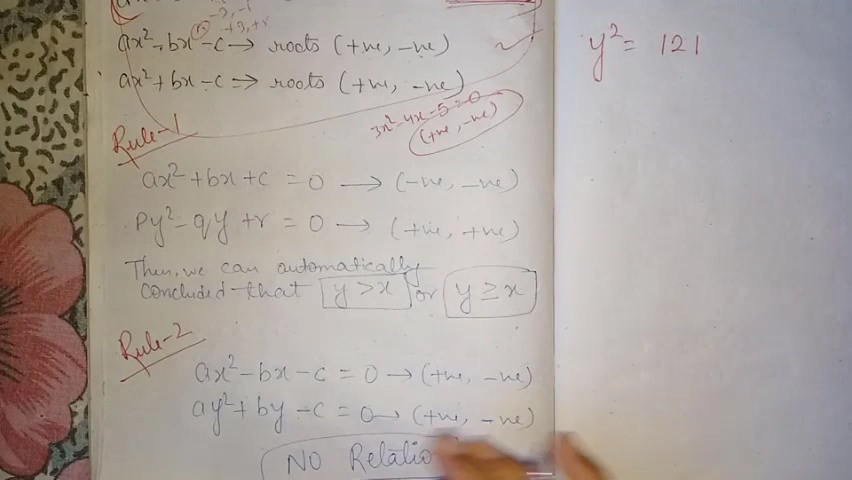 ax² - bx - c → roots (+ve, -ve)
ax² + bx - c ⇒ roots (+ve, -ve)
3x² - 4x - 5 = 0
(+ve, -ve)
Rule-1
ax² + bx + c = 0 → (-ve, -ve)
Py² - qy + r = 0 → (+ve, +ve)
Then, we can automatically
concluded that y > x or y ≥ x
Rule-2
ax² - bx - c = 0 → (+ve, -ve)
ay² + by - c = 0 → (+ve, -ve)
NO Relatio
y² = 121